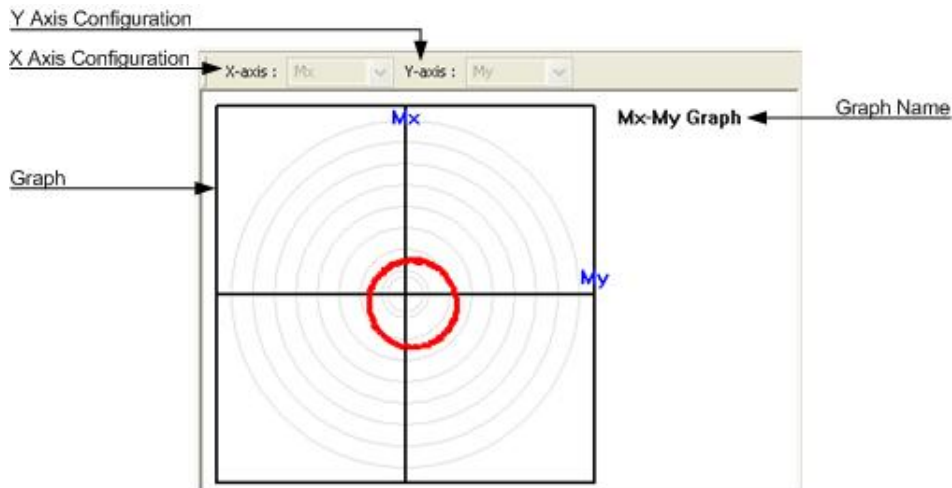 Y Axis Configuration
X Axis Configuration
X-axis : Mx Y-axis : My
Mx
Mx-My Graph
Graph Name
Graph
My